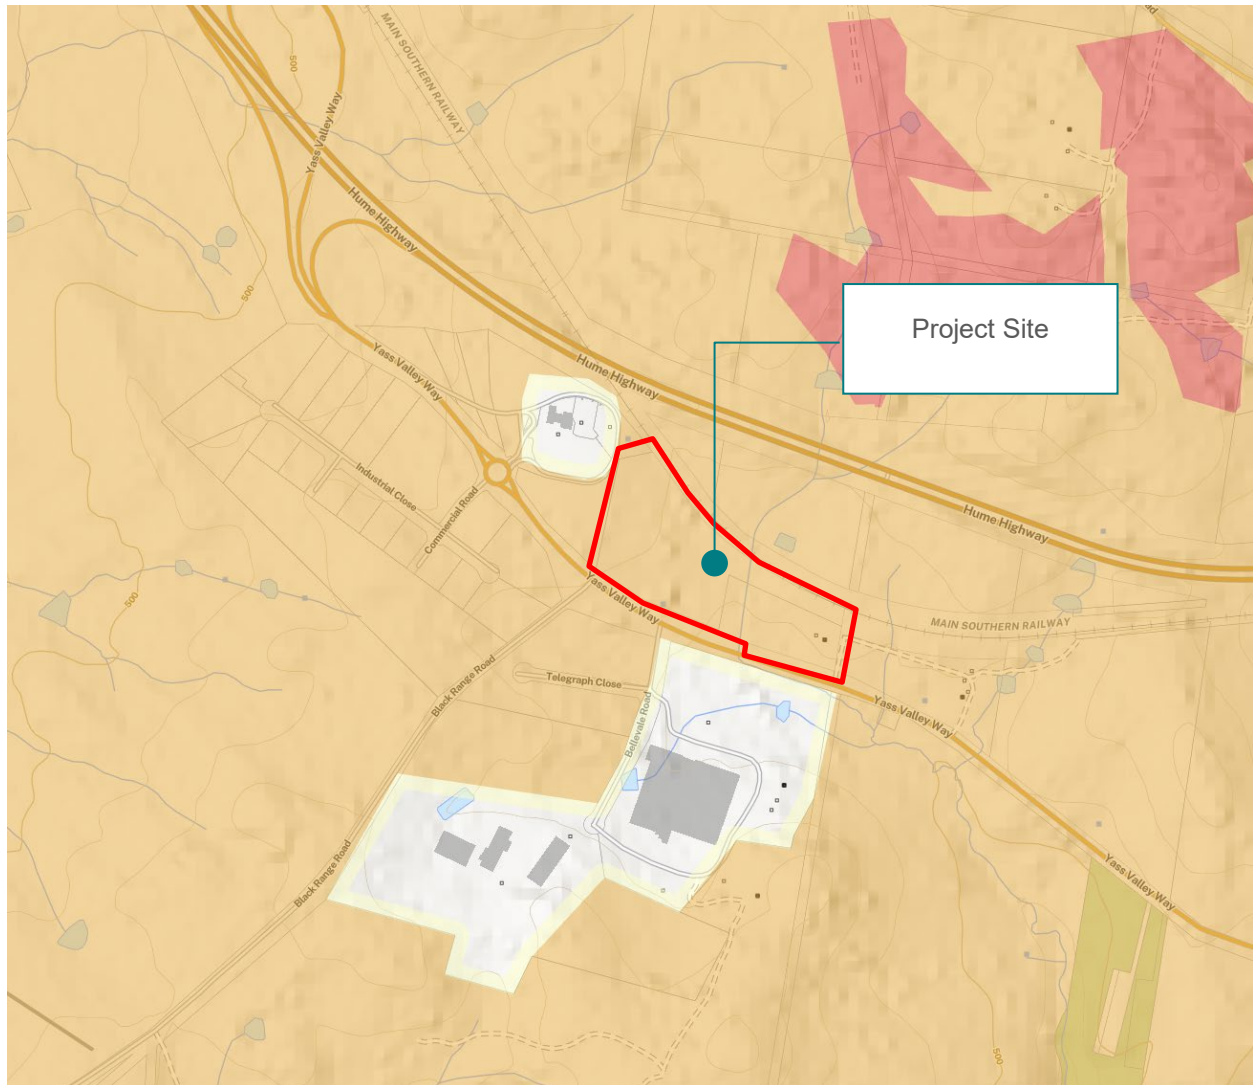 ad
MAIN SOUTHERN RAILWAY
500
Yass Valley Way
Hume Highway
500
Project Site
Yass Valley Way
Hume Highway
Industrial Close
Commercial Road
Hume Highway
500
Yass Valley Way
MAIN SOUTHERN RAILWAY
Black Range Road
Telegraph Close
Bellevale Road
Yass Valley Way
Black Range Road
Yass Valley Way
500